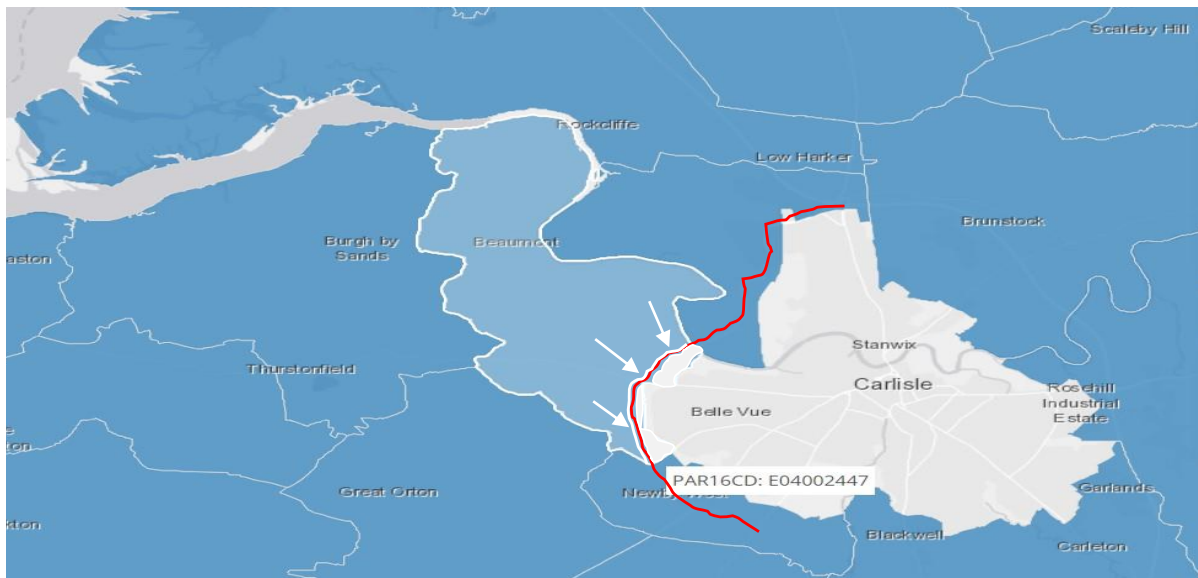 Scaleby Hill
Rockcliffe
Low Harker
Brunstock
Burgh by
Sands
Beaumont
aston
Stanwix
Thurstonfield
Carlisle
Rosehill
Industrial
Estate
Belle Vue
PAR16CD: E04002447
Great Orton
Garlands
Blackwell
Carleton